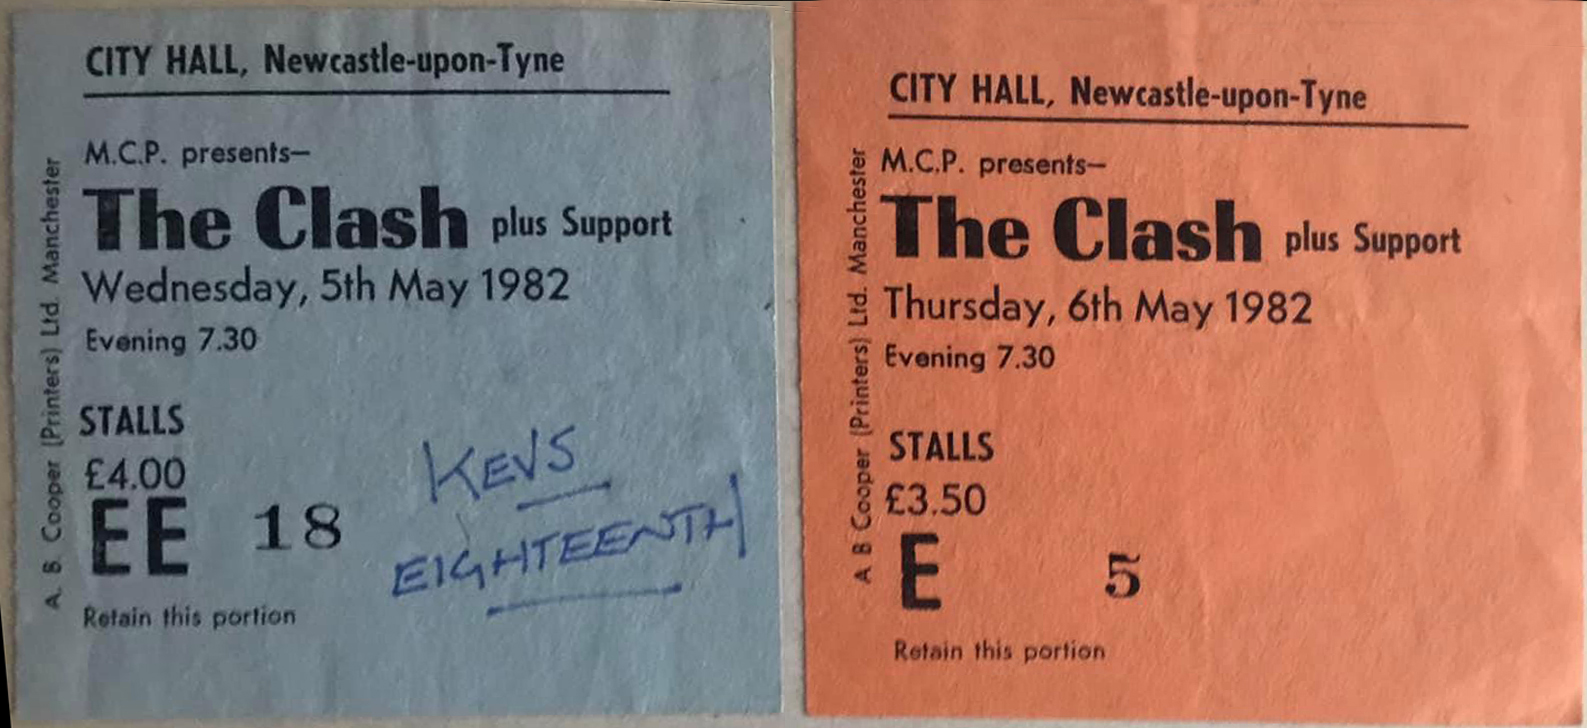 CITY HALL, Newcastle-upon-Tyne
M.C.P. presents–
The Clash plus Support
Wednesday, 5th May 1982
Evening 7.30
STALLS
£4.00
EE 18
KEVS
EIGHTEENTH
Retain this portion
A. B. Cooper (Printers) Ltd. Manchester
CITY HALL, Newcastle-upon-Tyne
M.C.P. presents–
The Clash plus Support
Thursday, 6th May 1982
Evening 7.30
STALLS
£3.50
E 5
Retain this portion
A B Cooper (Printers) Ltd. Manchester